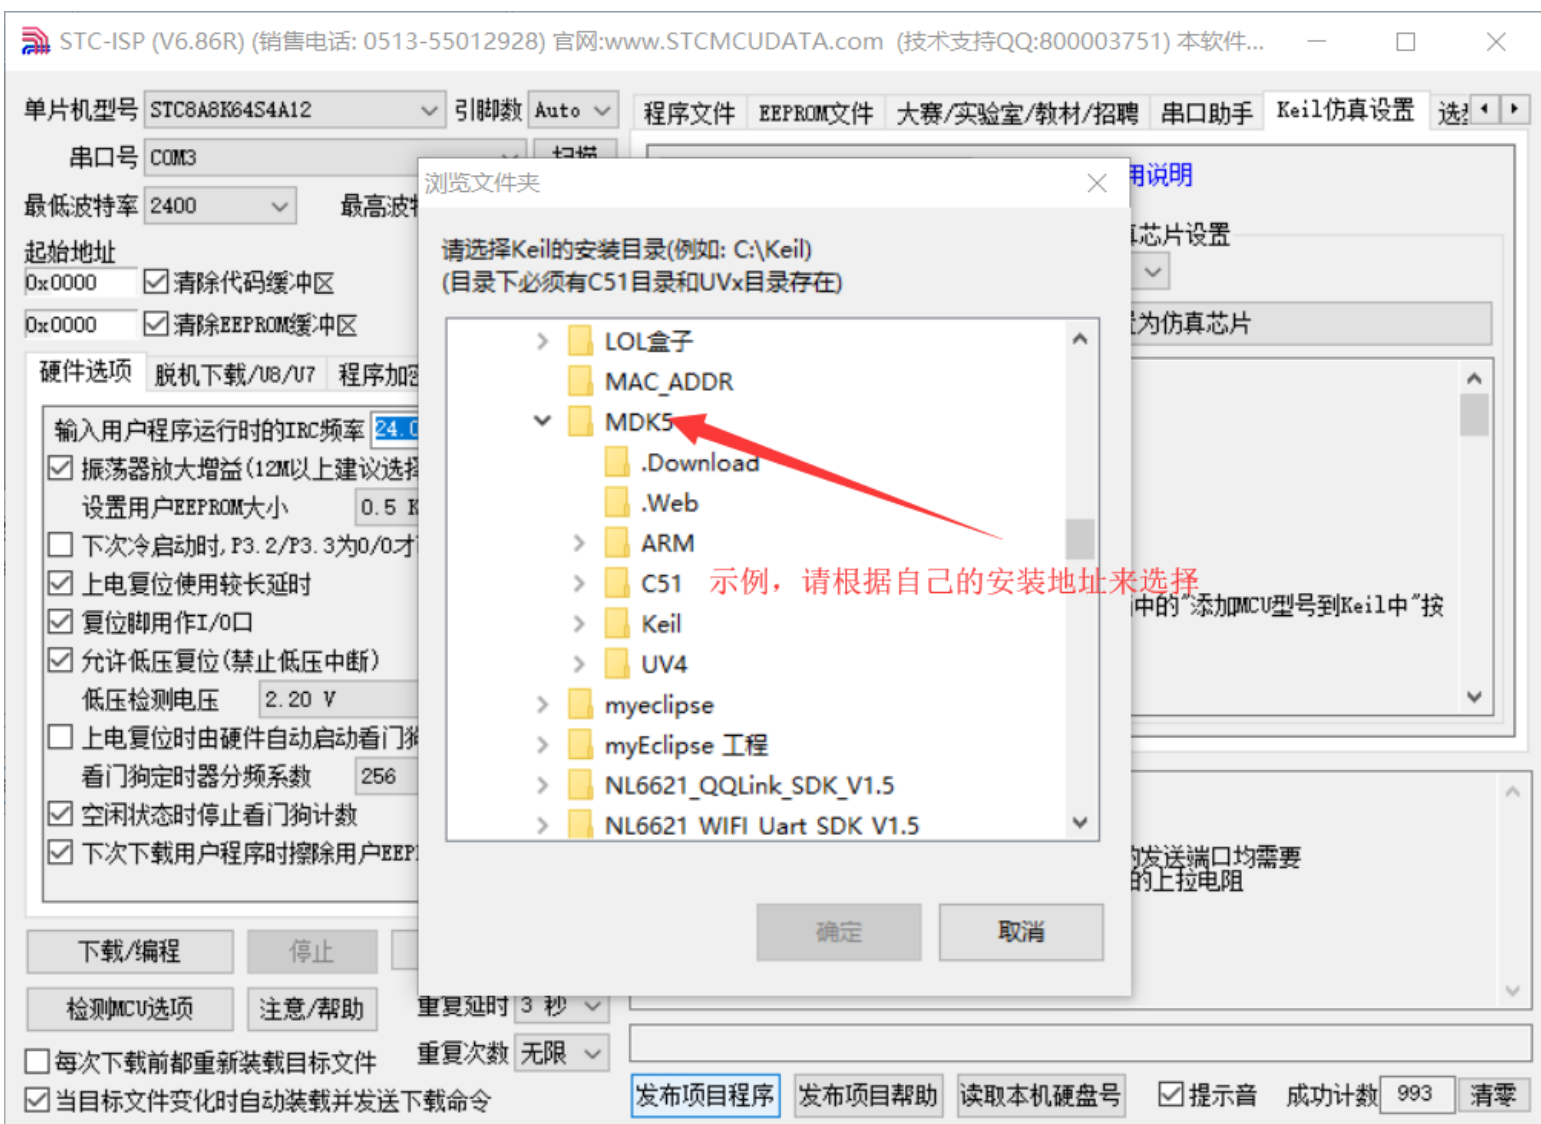 STC-ISP (V6.86R) (销售电话: 0513-55012928) 官网:www.STCMCUDATA.com (技术支持QQ:800003751) 本软件...
单片机型号 STC8A8K64S4A12 引脚数 Auto
程序文件 EEPROM文件 大赛/实验室/教材/招聘 串口助手 Keil仿真设置
串口号 COM3 扫描
最低波特率 2400 最高波
起始地址
0x0000 清除代码缓冲区
0x0000 清除EEPROM缓冲区
硬件选项 脱机下载/U8/U7 程序加密
输入用户程序运行时的IRC频率 24.0
振荡器放大增益(12M以上建议选择
设置用户EEPROM大小 0.5 K
下次冷启动时,P3.2/P3.3为0/0才
上电复位使用较长延时
复位脚用作I/O口
允许低压复位(禁止低压中断)
低压检测电压 2.20 V
上电复位时由硬件自动启动看门狗
看门狗定时器分频系数 256
空闲状态时停止看门狗计数
下次下载用户程序时擦除用户EEP
下载/编程 停止
检测MCU选项 注意/帮助 重复延时 3 秒
每次下载前都重新装载目标文件 重复次数 无限
当目标文件变化时自动装载并发送下载命令
浏览文件夹
请选择Keil的安装目录(例如: C:\Keil)
(目录下必须有C51目录和UVx目录存在)
LOL盒子
MAC_ADDR
MDK5
.Download
.Web
ARM
C51 示例，请根据自己的安装地址来选择
Keil
UV4
myeclipse
myEclipse 工程
NL6621_QQLink_SDK_V1.5
NL6621 WIFI Uart SDK V1.5
确定 取消
用说明
真芯片设置
为仿真芯片
中的"添加MCU型号到Keil中"按
的发送端口均需要
的上拉电阻
发布项目程序 发布项目帮助 读取本机硬盘号 提示音 成功计数 993 清零